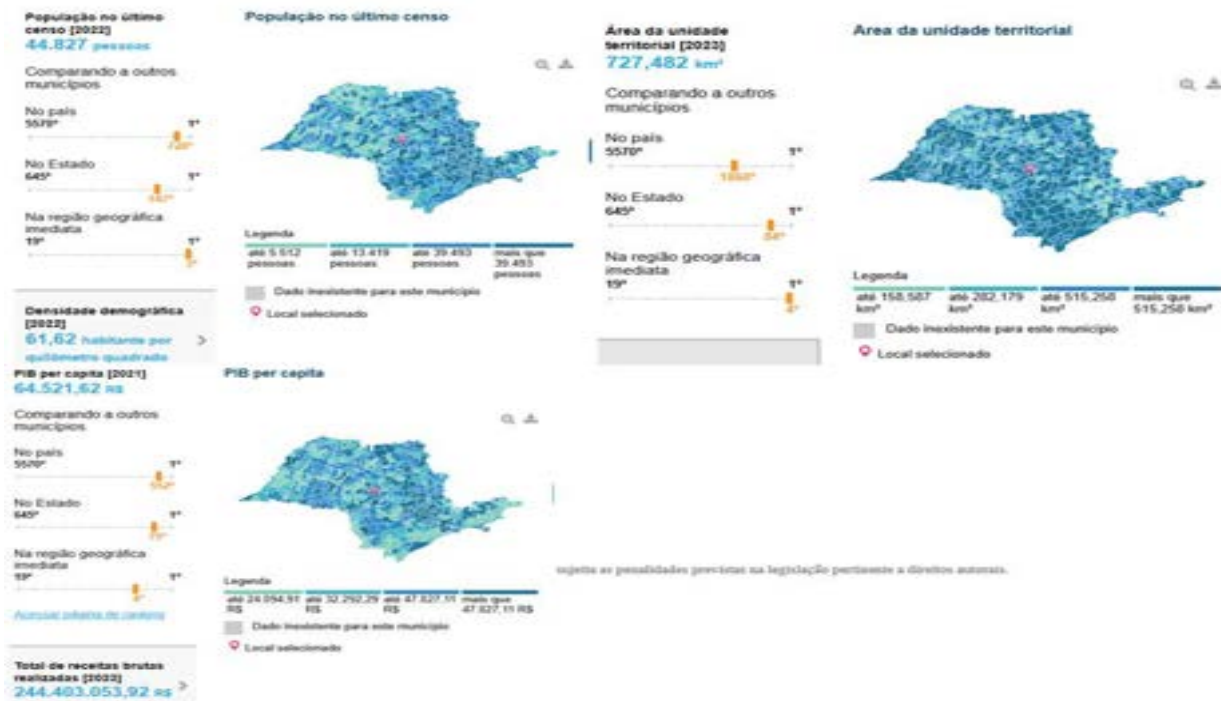 População no último
censo [2022]
44.827 pessoas
Comparando a outros
municípios
No país
5570º 1º
No Estado
645º 1º
Na região geográfica
imediata
19º 1º
Densidade demográfica
[2022]
61,62 habitante por
quilômetro quadrado
População no último censo
Legenda
até 5.512 pessoas
até 13.419 pessoas
até 39.493 pessoas
mais que 39.493 pessoas
Dado inexistente para este município
Local selecionado
Área da unidade
territorial [2023]
727,482 km²
Comparando a outros
municípios
No país
5570º 1º
No Estado
645º 1º
54º
Na região geográfica
imediata
19º 1º
4º
Área da unidade territorial
Legenda
até 158,587 km²
até 282,179 km²
até 515,258 km²
mais que 515,258 km²
Dado inexistente para este município
Local selecionado
PIB per capita [2021]
64.521,62 R$
Comparando a outros
municípios
No país
5570º 1º
No Estado
645º 1º
Na região geográfica
imediata
19º 1º
Total de receitas brutas
realizadas [2022]
244.403.053,92 R$
PIB per capita
Legenda
até 24.094,91 R$
até 32.292,29 R$
até 47.827,11 R$
mais que 47.827,11 R$
Dado inexistente para este município
Local selecionado
sujeita as penalidades previstas na legislação pertinente a direitos autorais.